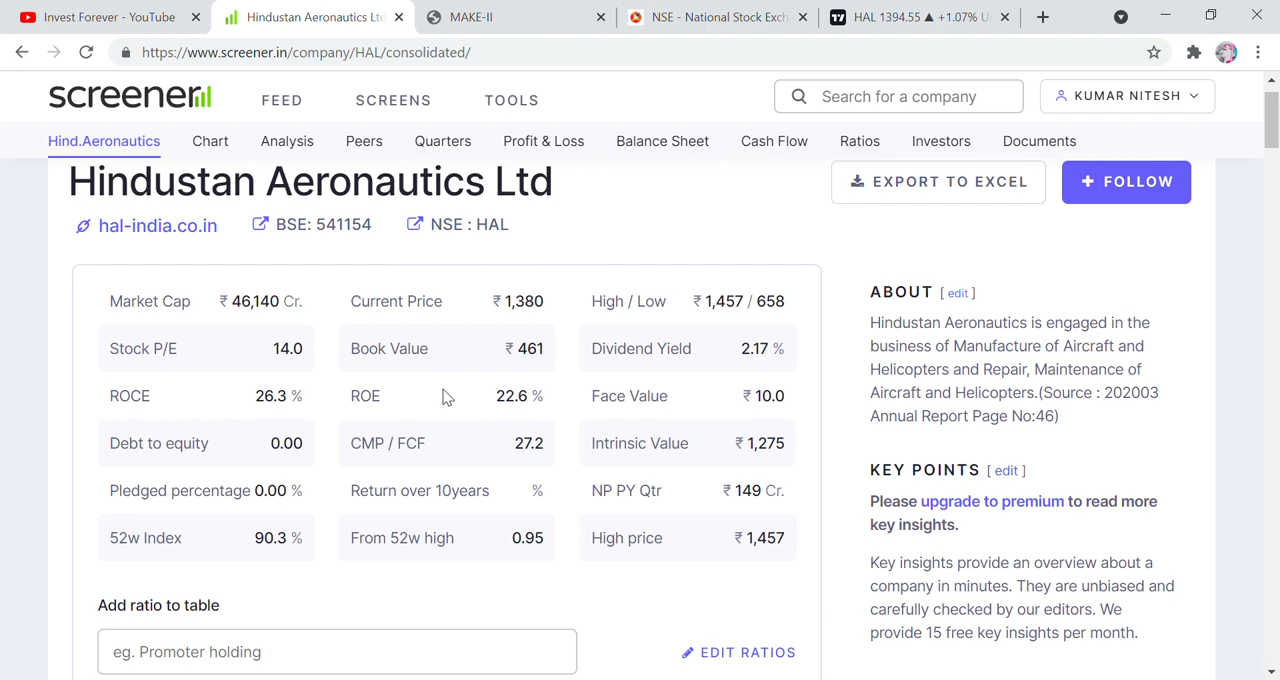 Invest Forever - YouTube
Hindustan Aeronautics Ltd
MAKE-II
NSE - National Stock Exch
HAL 1394.55 ▲ +1.07% U
https://www.screener.in/company/HAL/consolidated/
screener
FEED
SCREENS
TOOLS
Search for a company
KUMAR NITESH
Hind.Aeronautics
Chart
Analysis
Peers
Quarters
Profit & Loss
Balance Sheet
Cash Flow
Ratios
Investors
Documents
Hindustan Aeronautics Ltd
EXPORT TO EXCEL
+ FOLLOW
hal-india.co.in
BSE: 541154
NSE : HAL
Market Cap ₹ 46,140 Cr.
Current Price ₹ 1,380
High / Low ₹ 1,457 / 658
Stock P/E 14.0
Book Value ₹ 461
Dividend Yield 2.17 %
ROCE 26.3 %
ROE 22.6 %
Face Value ₹ 10.0
Debt to equity 0.00
CMP / FCF 27.2
Intrinsic Value ₹ 1,275
Pledged percentage 0.00 %
Return over 10years %
NP PY Qtr ₹ 149 Cr.
52w Index 90.3 %
From 52w high 0.95
High price ₹ 1,457
Add ratio to table
eg. Promoter holding
EDIT RATIOS
ABOUT [ edit ]
Hindustan Aeronautics is engaged in the
business of Manufacture of Aircraft and
Helicopters and Repair, Maintenance of
Aircraft and Helicopters.(Source : 202003
Annual Report Page No:46)
KEY POINTS [ edit ]
Please upgrade to premium to read more
key insights.
Key insights provide an overview about a
company in minutes. They are unbiased and
carefully checked by our editors. We
provide 15 free key insights per month.